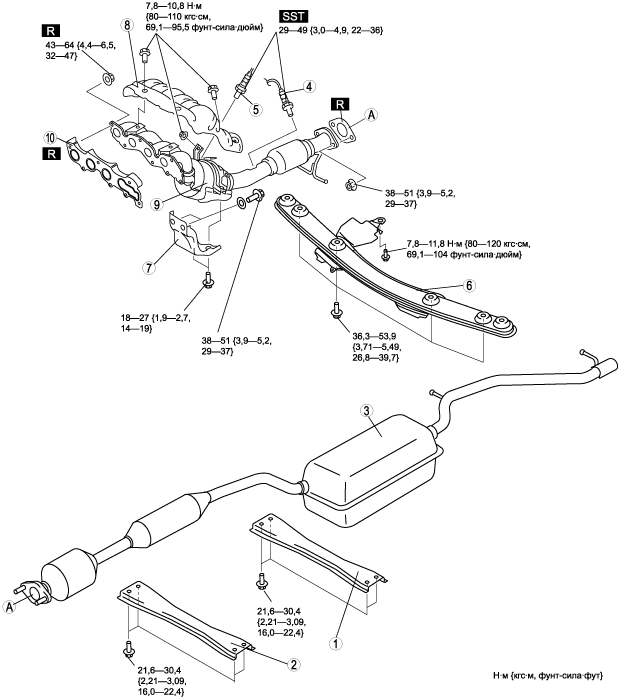 7,8—10,8 Н·м
{80—110 кгс·см,
69,1—95,5 фунт·сила·дюйм}
SST
29—49 {3,0—4,9, 22—36}
8
R
43—64 {4,4—6,5,
32—47}
5
4
R
A
10
R
9
38—51 {3,9—5,2,
29—37}
7
7,8—11,8 Н·м {80—120 кгс·см,
69,1—104 фунт·сила·дюйм}
6
18—27 {1,9—2,7,
14—19}
38—51 {3,9—5,2,
29—37}
36,3—53,9
{3,71—5,49,
26,8—39,7}
3
A
21,6—30,4
{2,21—3,09,
16,0—22,4}
1
2
21,6—30,4
{2,21—3,09,
16,0—22,4}
Н·м {кгс·м, фунт·сила·фут}